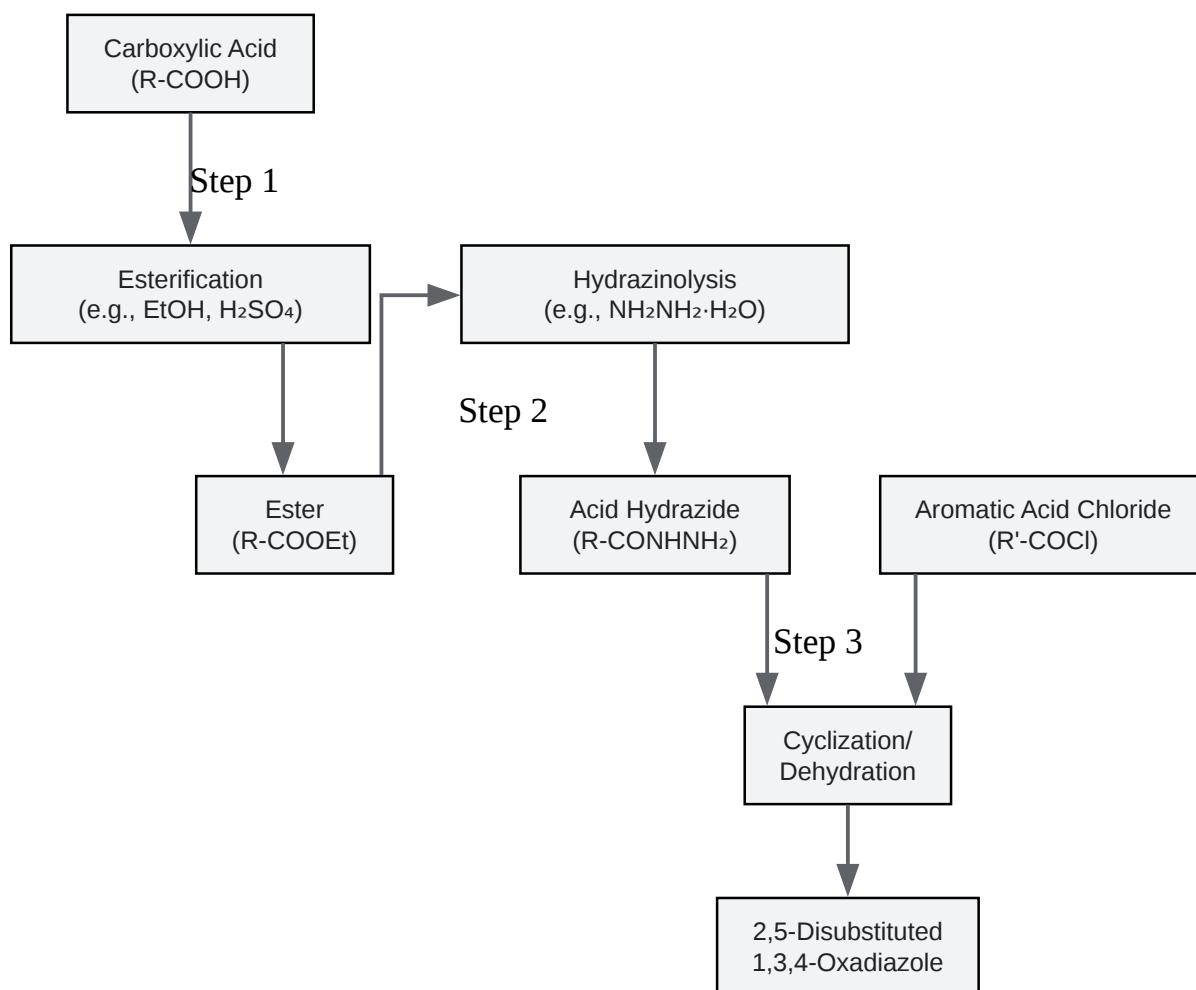 Carboxylic Acid
(R-COOH)
Step 1
Esterification
(e.g., EtOH, H₂SO₄)
Hydrazinolysis
(e.g., NH₂NH₂·H₂O)
Step 2
Ester
(R-COOEt)
Acid Hydrazide
(R-CONHNH₂)
Aromatic Acid Chloride
(R'-COCl)
Step 3
Cyclization/
Dehydration
2,5-Disubstituted
1,3,4-Oxadiazole